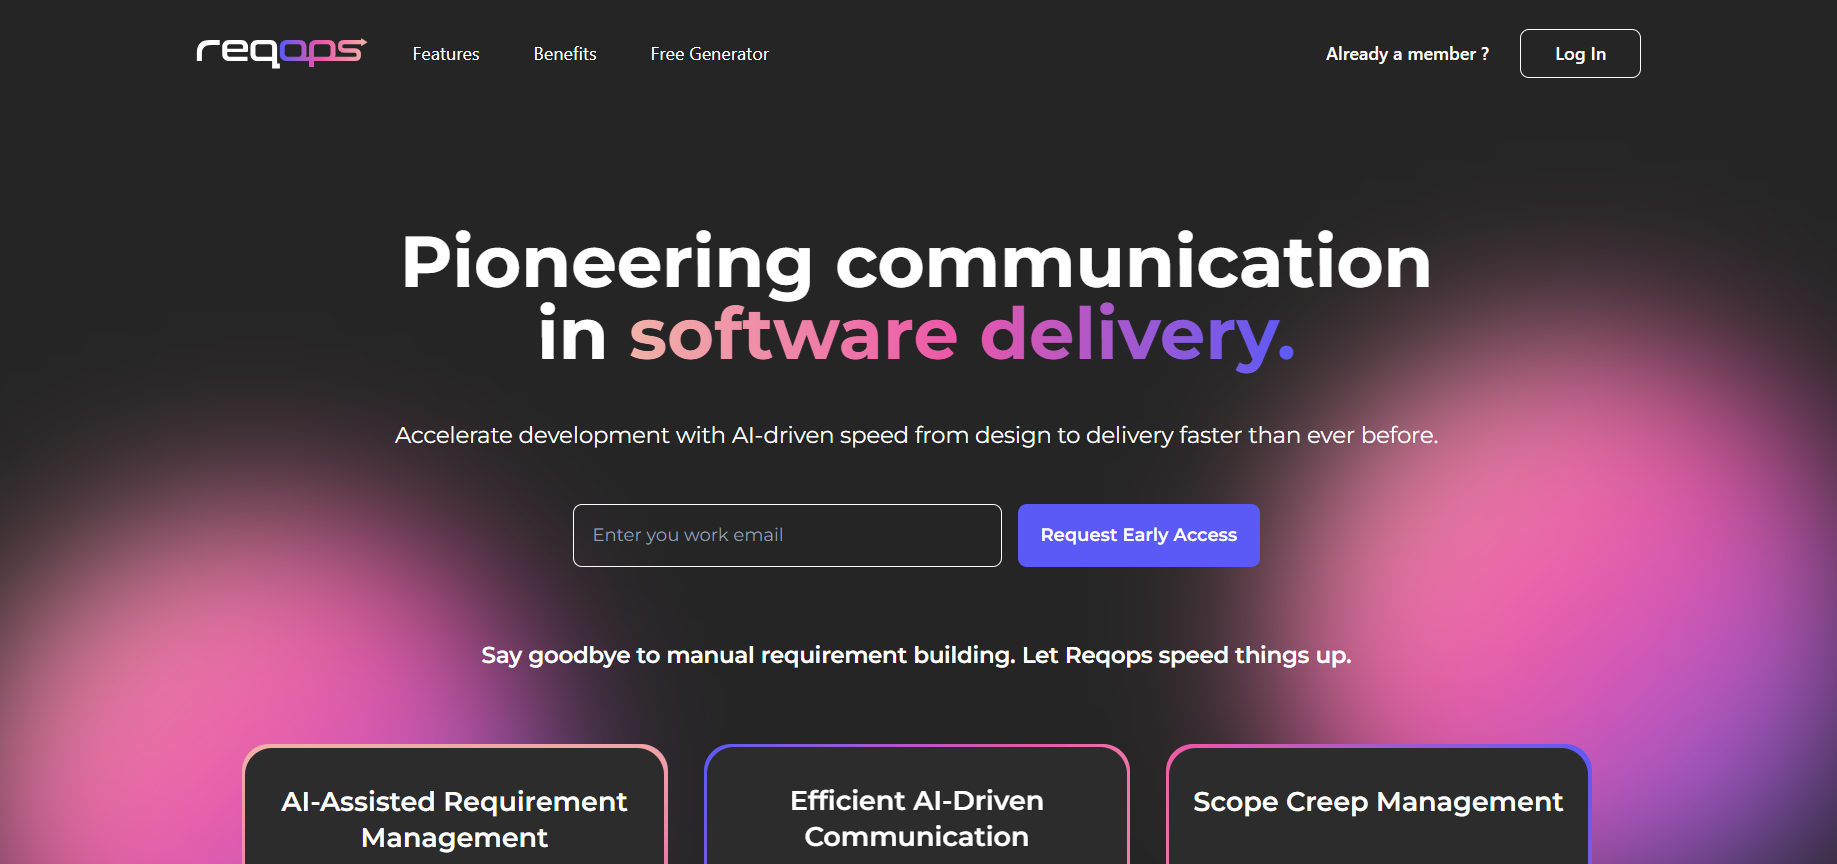 reqops
Features
Benefits
Free Generator
Already a member ?
Log In
Pioneering communication
in software delivery.
Accelerate development with AI-driven speed from design to delivery faster than ever before.
Enter you work email
Request Early Access
Say goodbye to manual requirement building. Let Reqops speed things up.
AI-Assisted Requirement
Management
Efficient AI-Driven
Communication
Scope Creep Management